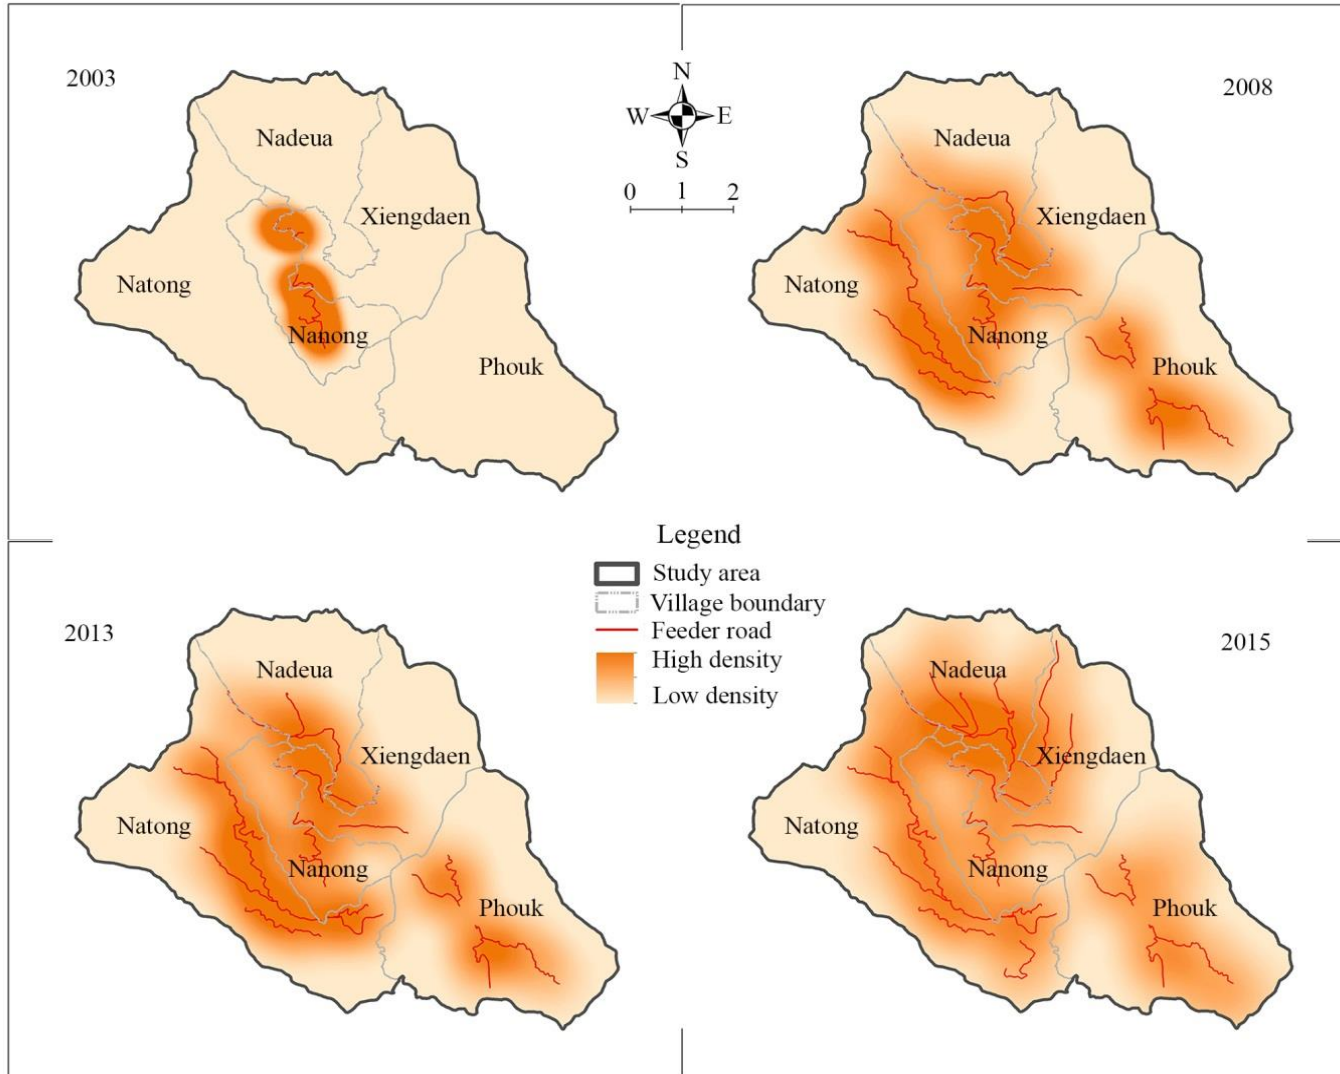 2003
Nadeua
Xiengdaen
Natong
Nanong
Phouk
N
W E
S
0 1 2
2008
Nadeua
Xiengdaen
Natong
Nanong
Phouk
Legend
Study area
Village boundary
Feeder road
High density
Low density
2013
Nadeua
Xiengdaen
Natong
Nanong
Phouk
2015
Nadeua
Xiengdaen
Natong
Nanong
Phouk